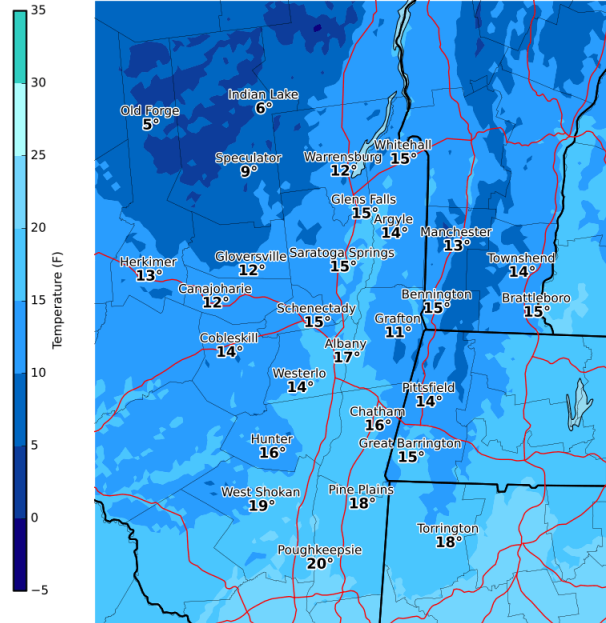 35
30
25
20
15
10
5
0
−5
Temperature (F)
Indian Lake
6°
Old Forge
5°
Whitehall
15°
Speculator
9°
Warrensburg
12°
Glens Falls
15°
Argyle
14°
Manchester
13°
Saratoga Springs
15°
Gloversville
12°
Herkimer
13°
Townshend
14°
Canajoharie
12°
Bennington
15°
Brattleboro
15°
Schenectady
15°
Grafton
11°
Cobleskill
14°
Albany
17°
Westerlo
14°
Pittsfield
14°
Chatham
16°
Hunter
16°
Great Barrington
15°
West Shokan
19°
Pine Plains
18°
Torrington
18°
Poughkeepsie
20°